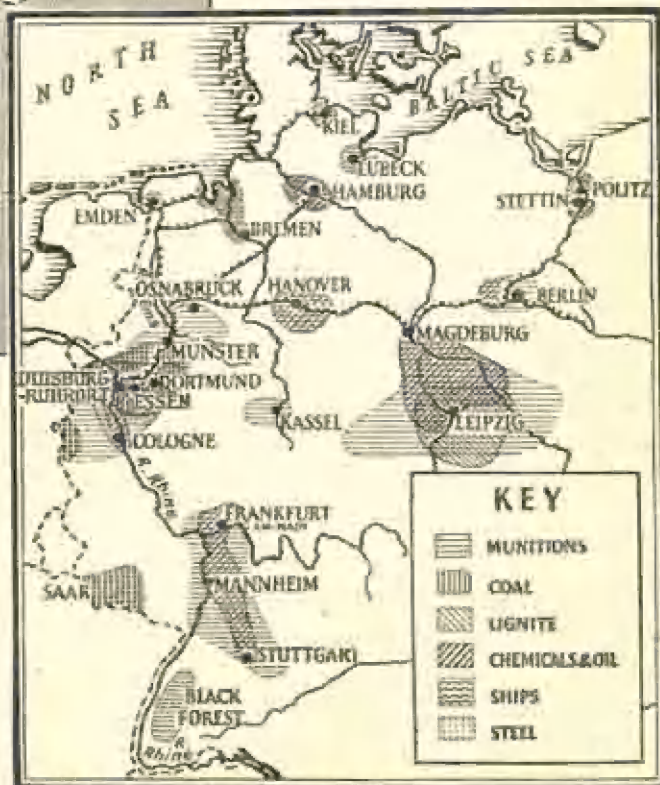 NORTH
SEA
BALTIC SEA
KIEL
LUBECK
HAMBURG
STETTIN
POLITZ
EMDEN
BREMEN
OSNABRUCK
HANOVER
BERLIN
MAGDEBURG
MUNSTER
DUISBURG
-RUHRORT
DORTMUND
ESSEN
KASSEL
LEIPZIG
COLOGNE
R. Rhine
FRANKFURT
MANNHEIM
SAAR
STUTTGART
BLACK
FOREST
R.
Rhine
KEY
MUNITIONS
COAL
LIGNITE
CHEMICALS & OIL
SHIPS
STEEL